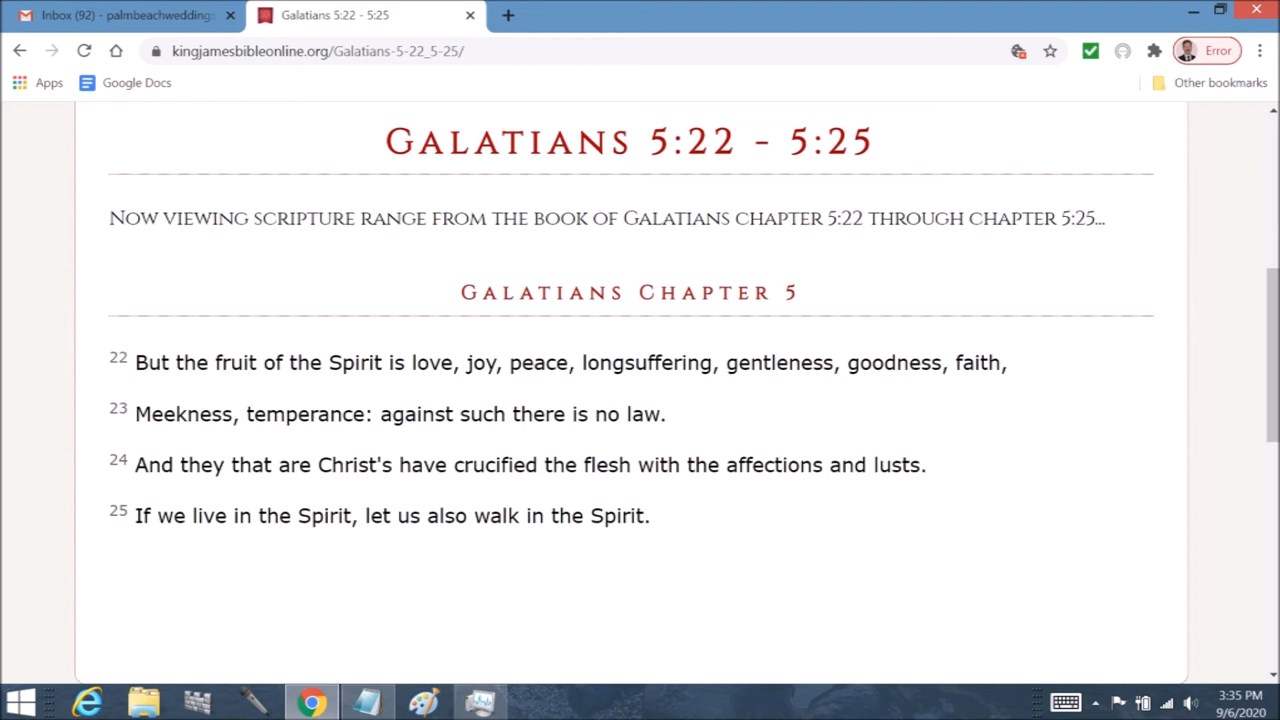 Inbox (92) - palmbeachwedding
Galatians 5:22 - 5:25
kingjamesbibleonline.org/Galatians-5-22_5-25/
Error
Apps
Google Docs
Other bookmarks
Galatians 5:22 - 5:25
Now viewing scripture range from the book of Galatians chapter 5:22 through chapter 5:25...
Galatians Chapter 5
22 But the fruit of the Spirit is love, joy, peace, longsuffering, gentleness, goodness, faith,
23 Meekness, temperance: against such there is no law.
24 And they that are Christ's have crucified the flesh with the affections and lusts.
25 If we live in the Spirit, let us also walk in the Spirit.
3:35 PM
9/6/2020